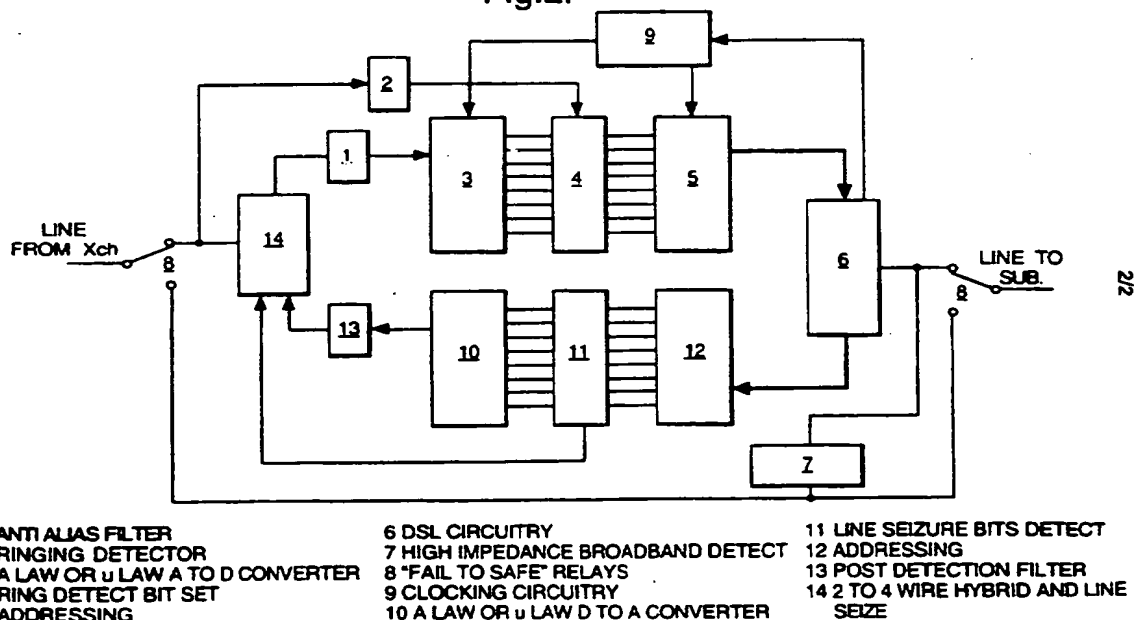 Fig.2.
9
2
1
3
4
5
LINE
FROM Xch
8
14
6
LINE TO
SUB.
8
2/2
13
10
11
12
7
ANTI ALIAS FILTER
RINGING DETECTOR
A LAW OR u LAW A TO D CONVERTER
RING DETECT BIT SET
ADDRESSING
6 DSL CIRCUITRY
7 HIGH IMPEDANCE BROADBAND DETECT
8 "FAIL TO SAFE" RELAYS
9 CLOCKING CIRCUITRY
10 A LAW OR u LAW D TO A CONVERTER
11 LINE SEIZURE BITS DETECT
12 ADDRESSING
13 POST DETECTION FILTER
14 2 TO 4 WIRE HYBRID AND LINE
SEIZE